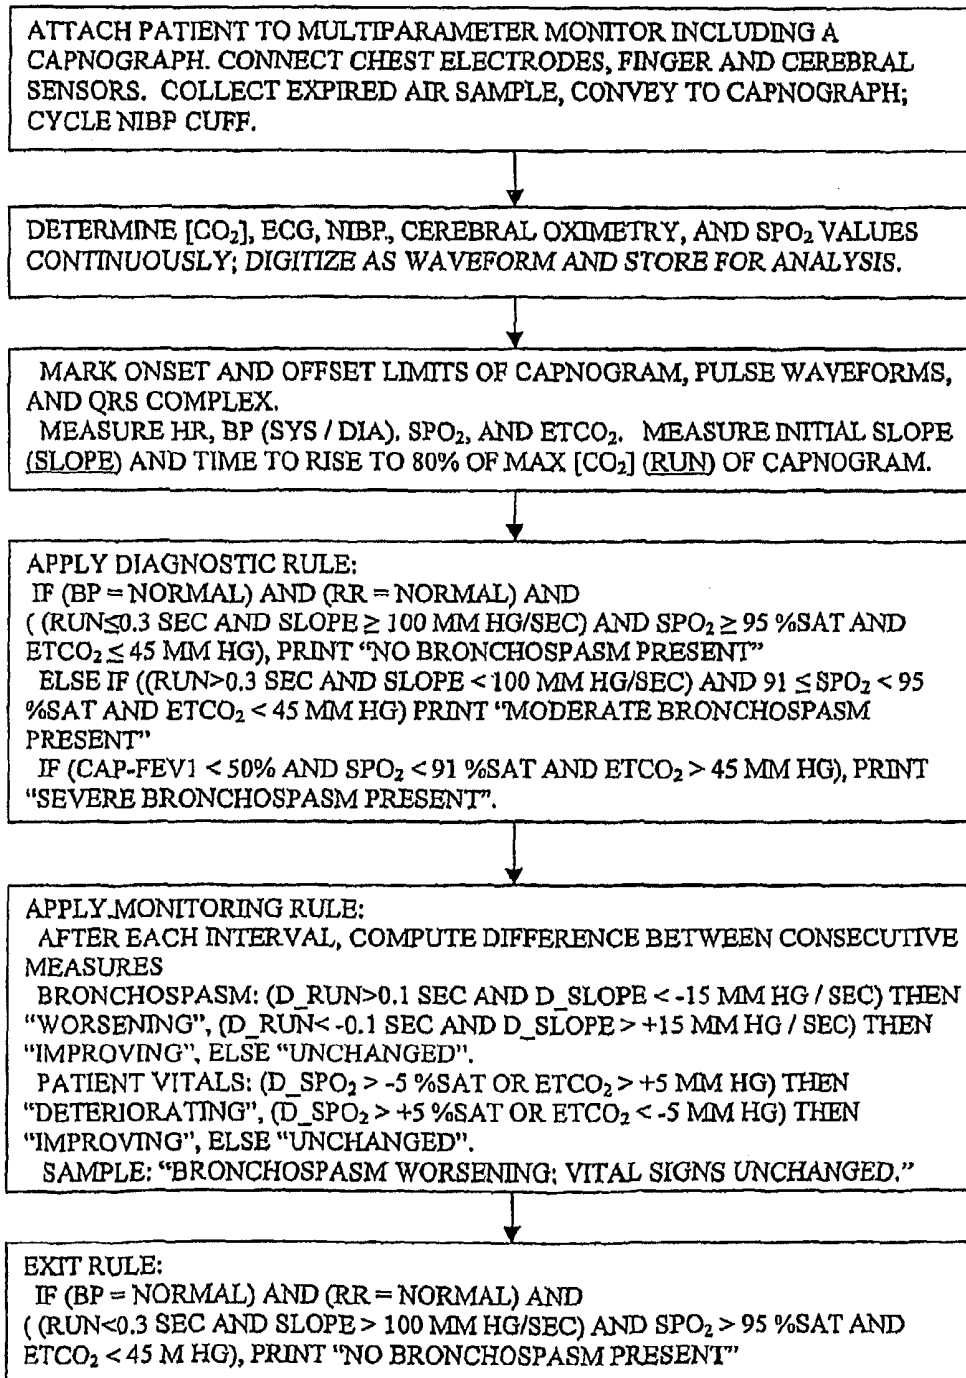 ATTACH PATIENT TO MULTIPARAMETER MONITOR INCLUDING A
CAPNOGRAPH. CONNECT CHEST ELECTRODES, FINGER AND CEREBRAL
SENSORS. COLLECT EXPIRED AIR SAMPLE, CONVEY TO CAPNOGRAPH;
CYCLE NIBP CUFF.
DETERMINE [CO₂], ECG, NIBP, CEREBRAL OXIMETRY, AND SPO₂ VALUES
CONTINUOUSLY; DIGITIZE AS WAVEFORM AND STORE FOR ANALYSIS.
MARK ONSET AND OFFSET LIMITS OF CAPNOGRAM, PULSE WAVEFORMS,
AND QRS COMPLEX.
MEASURE HR, BP (SYS / DIA). SPO₂, AND ETCO₂. MEASURE INITIAL SLOPE
(SLOPE) AND TIME TO RISE TO 80% OF MAX [CO₂] (RUN) OF CAPNOGRAM.
APPLY DIAGNOSTIC RULE:
IF (BP = NORMAL) AND (RR = NORMAL) AND
( (RUN≤0.3 SEC AND SLOPE ≥ 100 MM HG/SEC) AND SPO₂ ≥ 95 %SAT AND
ETCO₂ ≤ 45 MM HG), PRINT "NO BRONCHOSPASM PRESENT"
ELSE IF ((RUN>0.3 SEC AND SLOPE < 100 MM HG/SEC) AND 91 ≤ SPO₂ < 95
%SAT AND ETCO₂ < 45 MM HG) PRINT "MODERATE BRONCHOSPASM
PRESENT"
IF (CAP-FEV1 < 50% AND SPO₂ < 91 %SAT AND ETCO₂ > 45 MM HG), PRINT
"SEVERE BRONCHOSPASM PRESENT".
APPLY MONITORING RULE:
AFTER EACH INTERVAL, COMPUTE DIFFERENCE BETWEEN CONSECUTIVE
MEASURES
BRONCHOSPASM: (D_RUN>0.1 SEC AND D_SLOPE < -15 MM HG / SEC) THEN
"WORSENING", (D_RUN< -0.1 SEC AND D_SLOPE > +15 MM HG / SEC) THEN
"IMPROVING", ELSE "UNCHANGED".
PATIENT VITALS: (D_SPO₂ > -5 %SAT OR ETCO₂ > +5 MM HG) THEN
"DETERIORATING", (D_SPO₂ > +5 %SAT OR ETCO₂ < -5 MM HG) THEN
"IMPROVING", ELSE "UNCHANGED".
SAMPLE: "BRONCHOSPASM WORSENING; VITAL SIGNS UNCHANGED."
EXIT RULE:
IF (BP = NORMAL) AND (RR = NORMAL) AND
( (RUN<0.3 SEC AND SLOPE > 100 MM HG/SEC) AND SPO₂ > 95 %SAT AND
ETCO₂ < 45 M HG), PRINT "NO BRONCHOSPASM PRESENT"